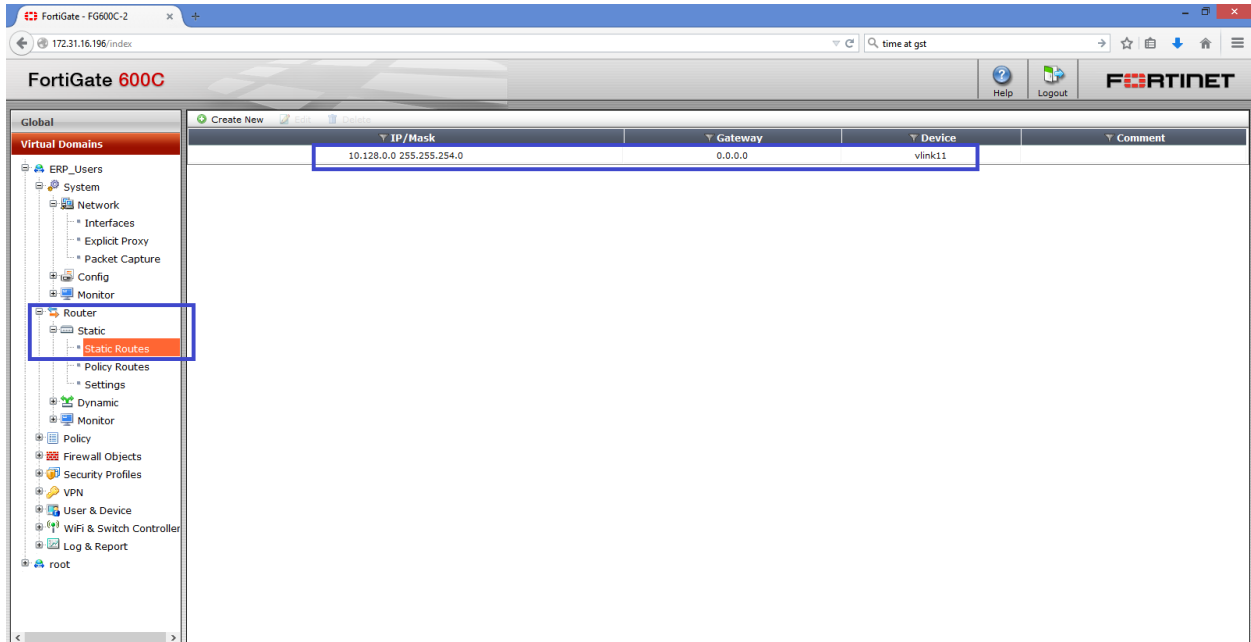 FortiGate - FG600C-2
172.31.16.196/index
time at gst
FortiGate 600C
Help
Logout
FORTINET
Global
Virtual Domains
ERP_Users
System
Network
Interfaces
Explicit Proxy
Packet Capture
Config
Monitor
Router
Static
Static Routes
Policy Routes
Settings
Dynamic
Monitor
Policy
Firewall Objects
Security Profiles
VPN
User & Device
WiFi & Switch Controller
Log & Report
root
Create New Edit Delete
IP/Mask Gateway Device Comment
10.128.0.0 255.255.254.0 0.0.0.0 vlink11